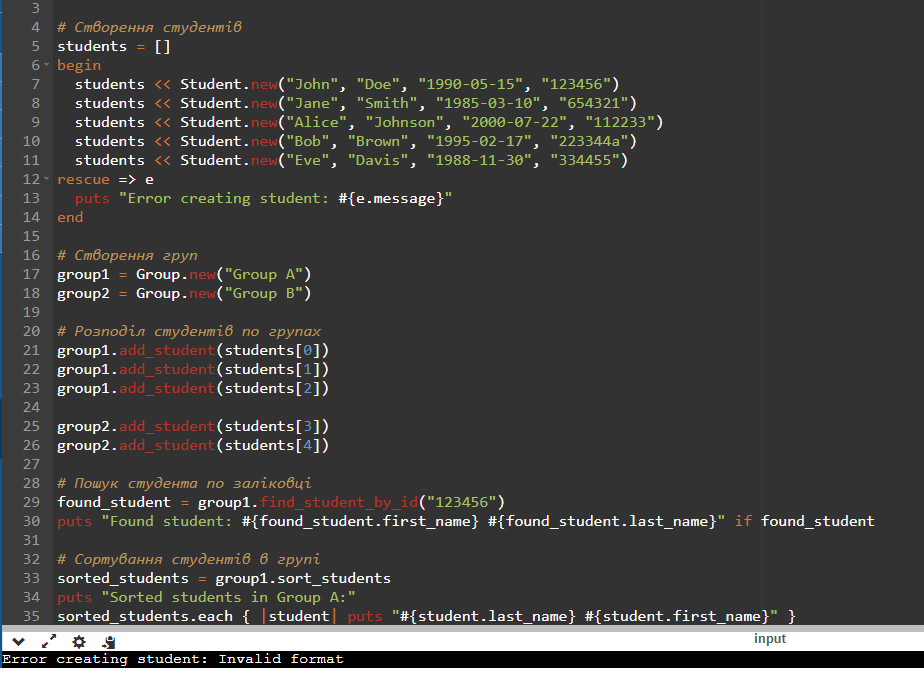 3
4 # Створення студентів
5 students = []
6 begin
7 students << Student.new("John", "Doe", "1990-05-15", "123456")
8 students << Student.new("Jane", "Smith", "1985-03-10", "654321")
9 students << Student.new("Alice", "Johnson", "2000-07-22", "112233")
10 students << Student.new("Bob", "Brown", "1995-02-17", "223344a")
11 students << Student.new("Eve", "Davis", "1988-11-30", "334455")
12 rescue => e
13 puts "Error creating student: #{e.message}"
14 end
15
16 # Створення груп
17 group1 = Group.new("Group A")
18 group2 = Group.new("Group B")
19
20 # Розподіл студентів по групах
21 group1.add_student(students[0])
22 group1.add_student(students[1])
23 group1.add_student(students[2])
24
25 group2.add_student(students[3])
26 group2.add_student(students[4])
27
28 # Пошук студента по заліковці
29 found_student = group1.find_student_by_id("123456")
30 puts "Found student: #{found_student.first_name} #{found_student.last_name}" if found_student
31
32 # Сортування студентів в групі
33 sorted_students = group1.sort_students
34 puts "Sorted students in Group A:"
35 sorted_students.each { |student| puts "#{student.last_name} #{student.first_name}" }
input
Error creating student: Invalid format